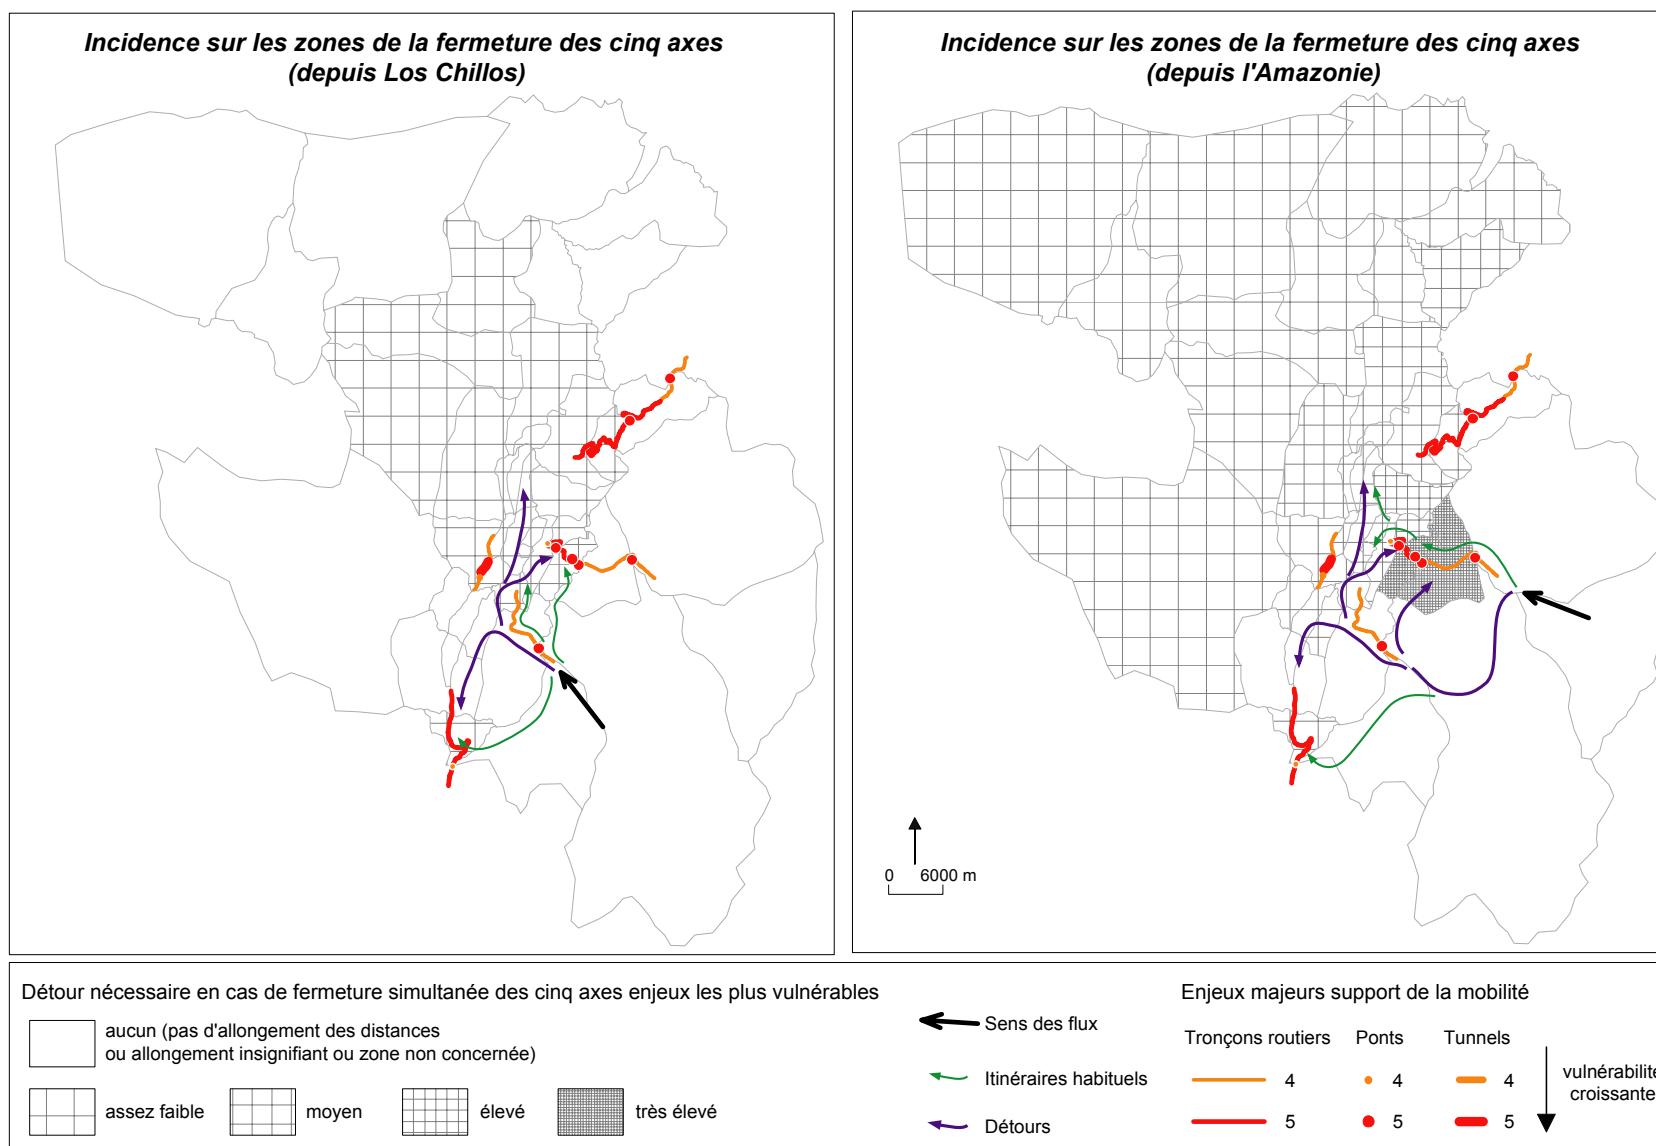 Incidence sur les zones de la fermeture des cinq axes
(depuis Los Chillos)
Incidence sur les zones de la fermeture des cinq axes
(depuis l'Amazonie)
0 6000 m
Détour nécessaire en cas de fermeture simultanée des cinq axes enjeux les plus vulnérables
aucun (pas d'allongement des distances
ou allongement insignifiant ou zone non concernée)
assez faible
moyen
élevé
très élevé
Sens des flux
Itinéraires habituels
Détours
Enjeux majeurs support de la mobilité
Tronçons routiers Ponts Tunnels
4 4 4
5 5 5
vulnérabilité
croissante